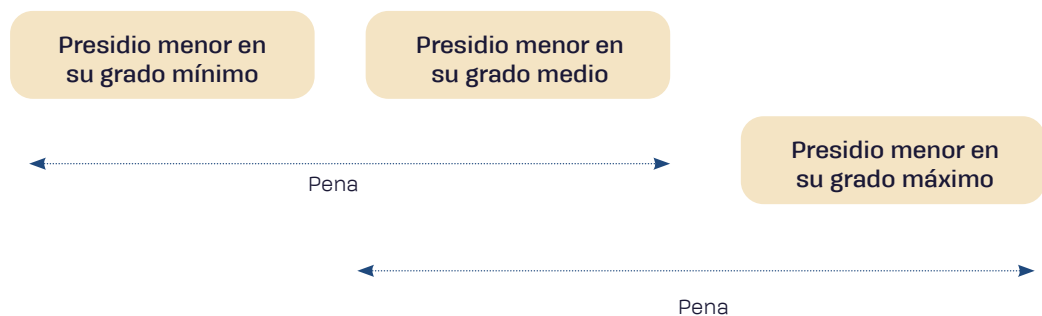 Presidio menor en
su grado mínimo
Presidio menor en
su grado medio
Presidio menor en
su grado máximo
Pena
Pena